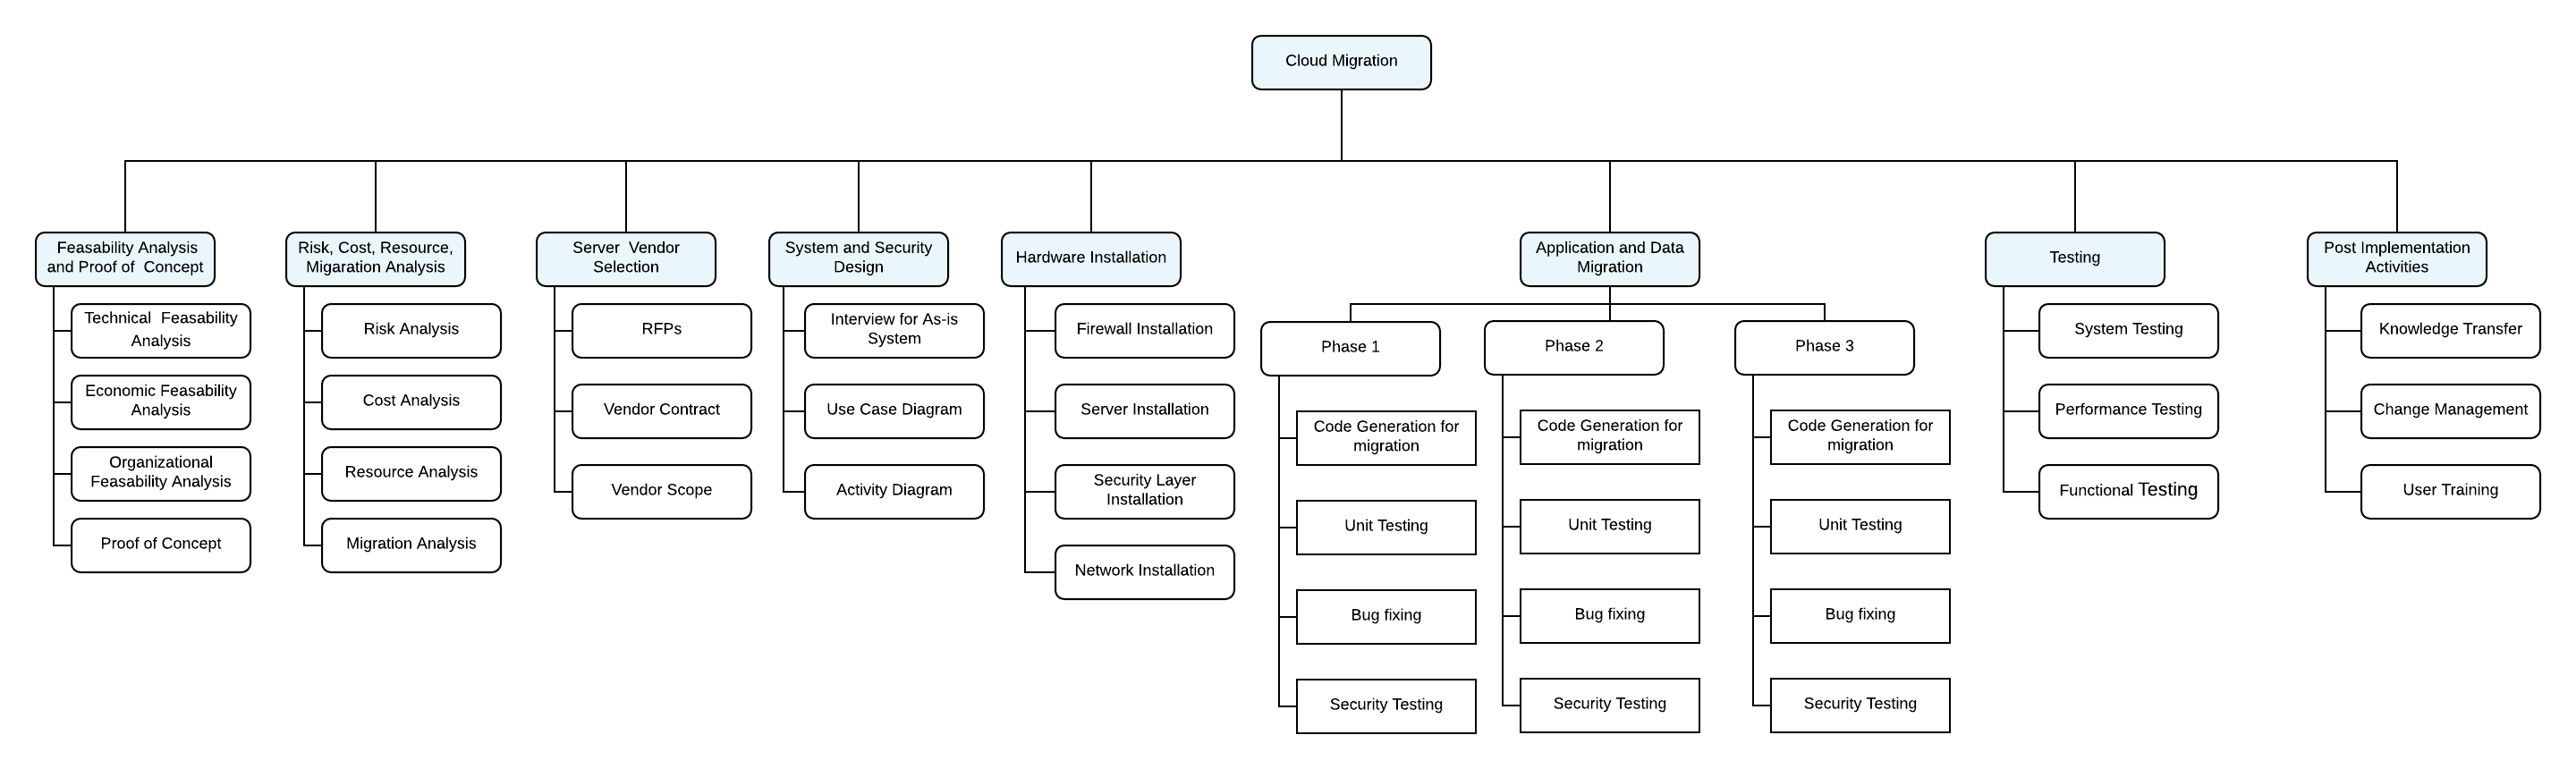 Cloud Migration
Feasability Analysis
and Proof of  Concept
Risk, Cost, Resource,
Migaration Analysis
Server  Vendor
Selection
System and Security
Design
Hardware Installation
Application and Data
Migration
Testing
Post Implementation
Activities
Technical  Feasability
Analysis
Economic Feasability
Analysis
Organizational
Feasability Analysis
Proof of Concept
Risk Analysis
Cost Analysis
Resource Analysis
Migration Analysis
RFPs
Vendor Contract
Vendor Scope
Interview for As-is
System
Use Case Diagram
Activity Diagram
Firewall Installation
Server Installation
Security Layer
Installation
Network Installation
Phase 1
Code Generation for
migration
Unit Testing
Bug fixing
Security Testing
Phase 2
Code Generation for
migration
Unit Testing
Bug fixing
Security Testing
Phase 3
Code Generation for
migration
Unit Testing
Bug fixing
Security Testing
System Testing
Performance Testing
Functional Testing
Knowledge Transfer
Change Management
User Training